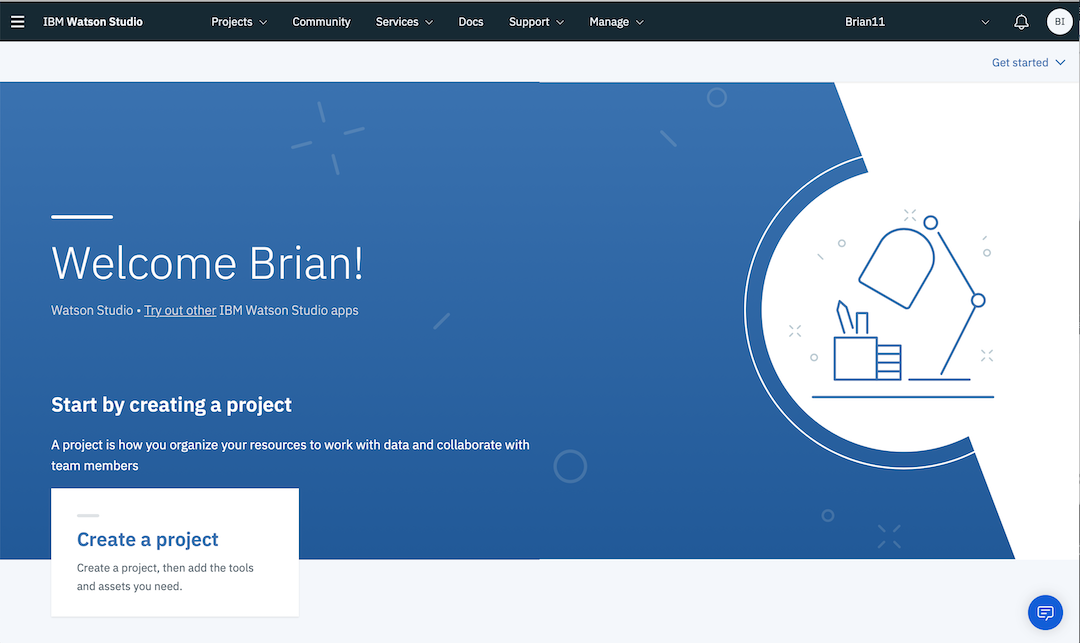 IBM Watson Studio Projects Community Services Docs Support Manage Brian11 BI
Get started
Welcome Brian!
Watson Studio • Try out other IBM Watson Studio apps
Start by creating a project
A project is how you organize your resources to work with data and collaborate with
team members
Create a project
Create a project, then add the tools
and assets you need.